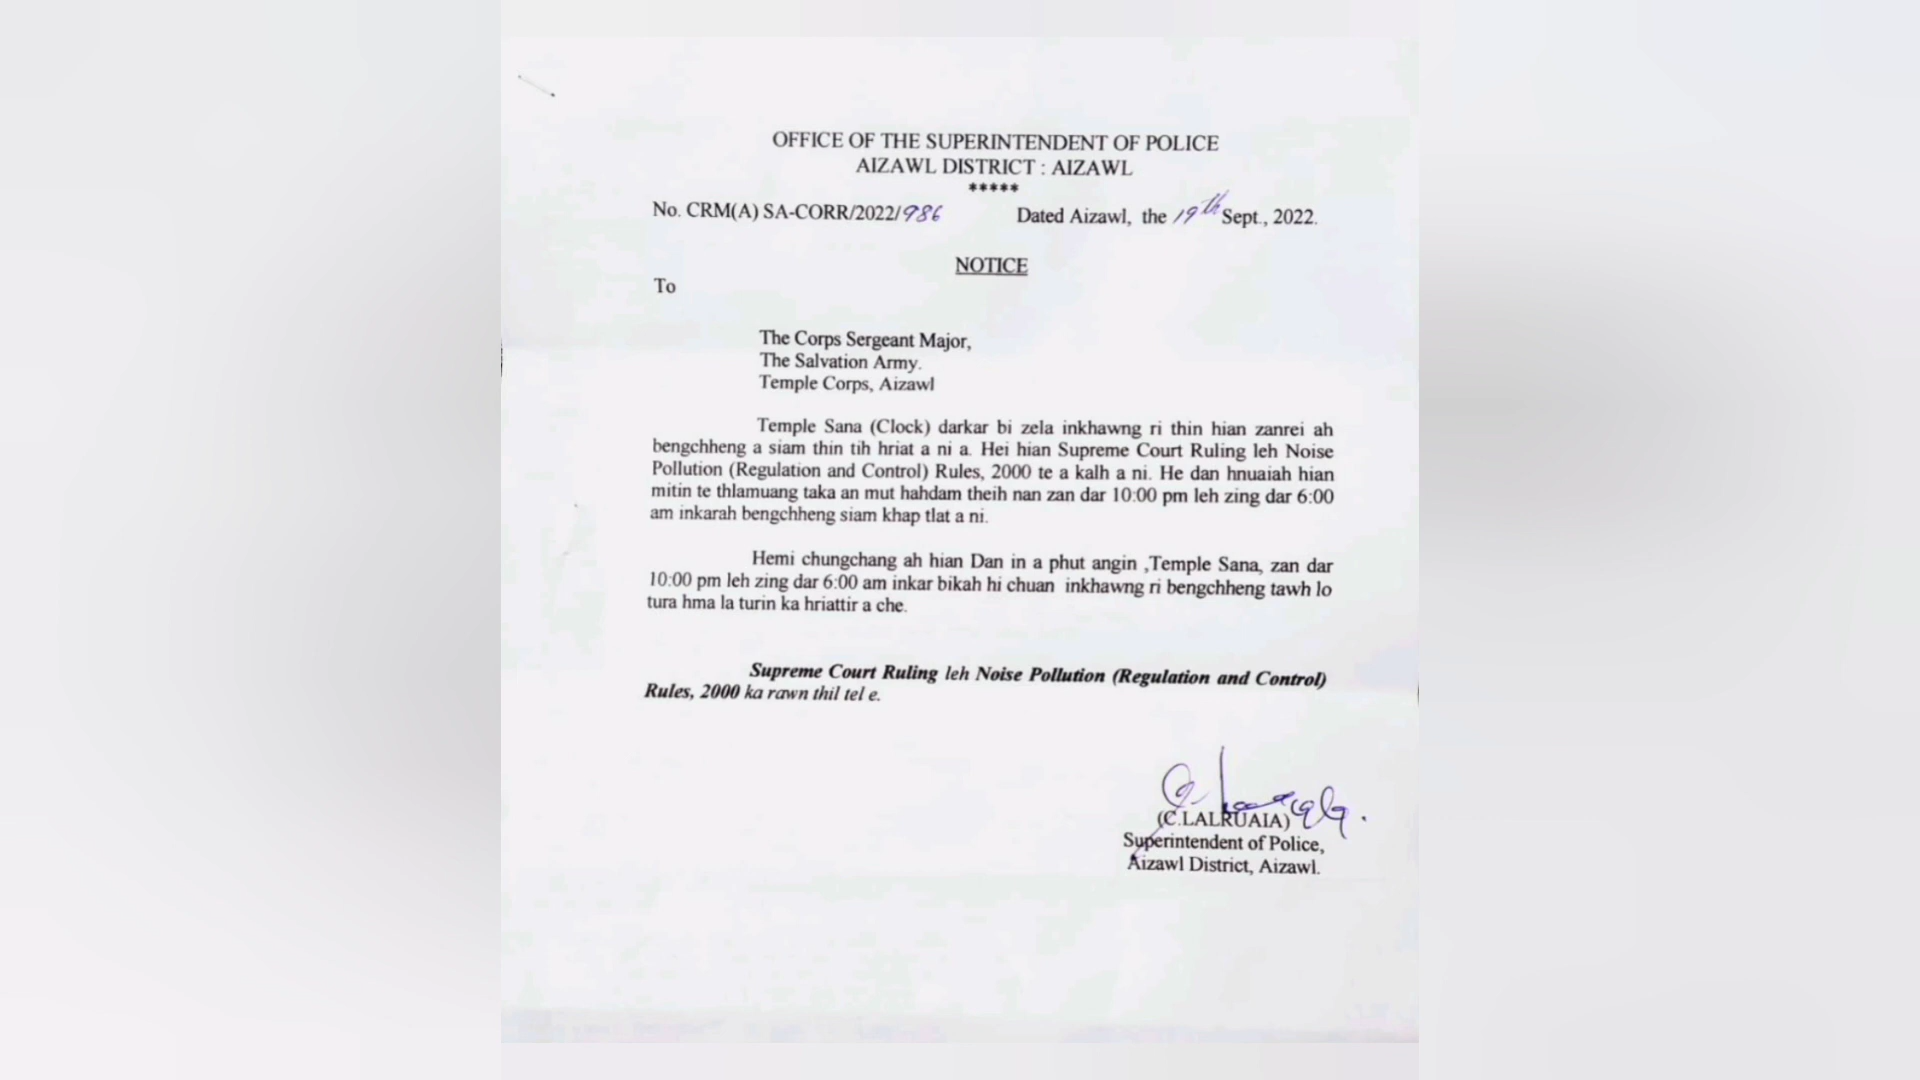 OFFICE OF THE SUPERINTENDENT OF POLICE
AIZAWL DISTRICT : AIZAWL
*****
No. CRM(A) SA-CORR/2022/986 Dated Aizawl, the 19th Sept., 2022.
NOTICE
To
The Corps Sergeant Major,
The Salvation Army.
Temple Corps, Aizawl
Temple Sana (Clock) darkar bi zela inkhawng ri thin hian zanrei ah
bengchheng a siam thin tih hriat a ni a. Hei hian Supreme Court Ruling leh Noise
Pollution (Regulation and Control) Rules, 2000 te a kalh a ni. He dan hnuaiah hian
mitin te thlamuang taka an mut hahdam theih nan zan dar 10:00 pm leh zing dar 6:00
am inkarah bengchheng siam khap tlat a ni.
Hemi chungchang ah hian Dan in a phut angin ,Temple Sana, zan dar
10:00 pm leh zing dar 6:00 am inkar bikah hi chuan inkhawng ri bengchheng tawh lo
tura hma la turin ka hriattir a che.
Supreme Court Ruling leh Noise Pollution (Regulation and Control)
Rules, 2000 ka rawn thil tel e.
(C.LALRUAIA)
Superintendent of Police,
Aizawl District, Aizawl.